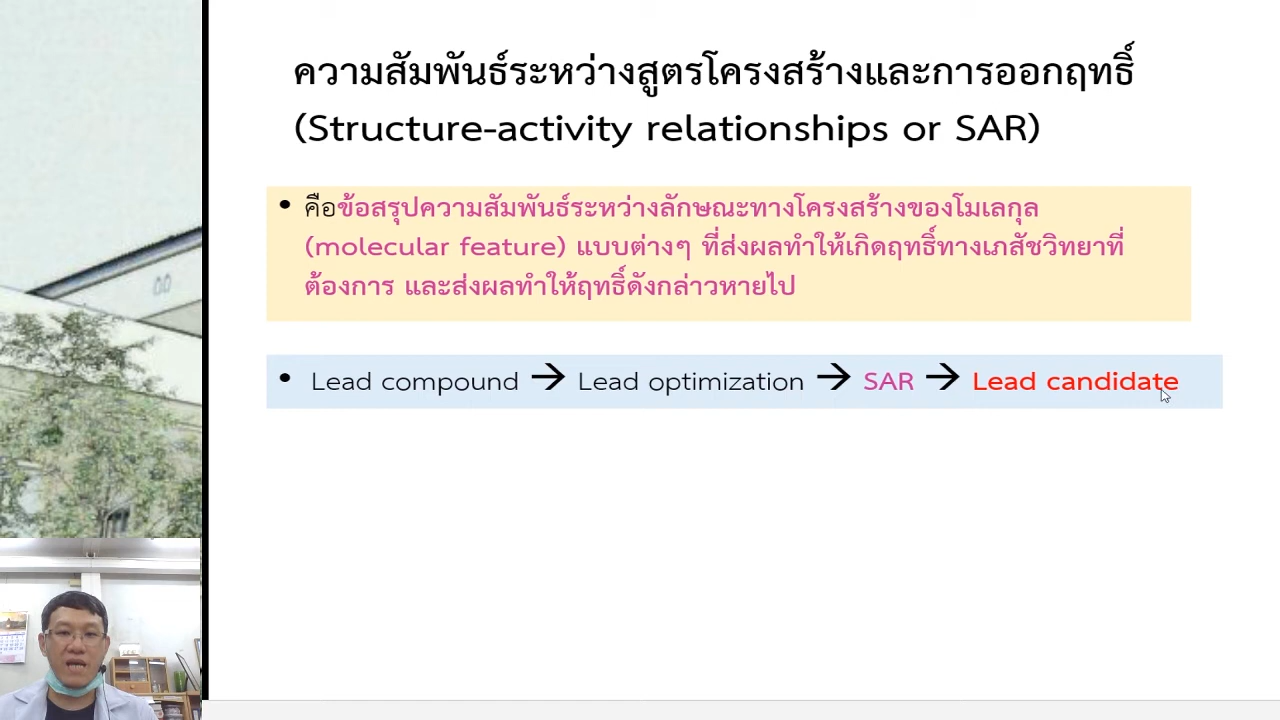 ความสัมพันธ์ระหว่างสูตรโครงสร้างและการออกฤทธิ์
(Structure-activity relationships or SAR)
• คือข้อสรุปความสัมพันธ์ระหว่างลักษณะทางโครงสร้างของโมเลกุล
(molecular feature) แบบต่างๆ ที่ส่งผลทำให้เกิดฤทธิ์ทางเภสัชวิทยาที่
ต้องการ และส่งผลทำให้ฤทธิ์ดังกล่าวหายไป
• Lead compound → Lead optimization → SAR → Lead candidate